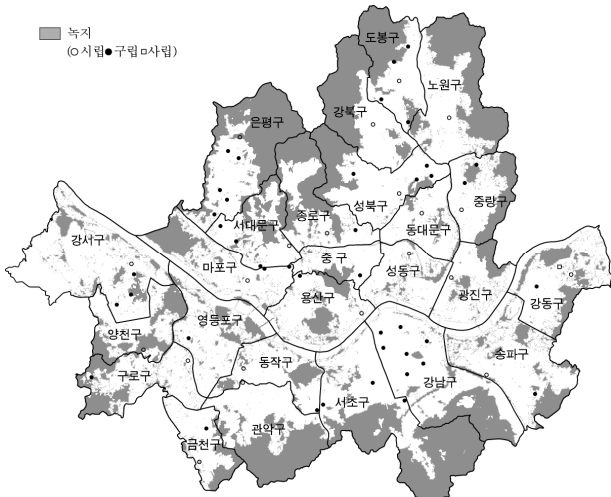 녹지
(○시립●구립□사립)
도봉구
노원구
강북구
은평구
중랑구
성북구
종로구
서대문구
동대문구
강서구
중 구
성동구
마포구
용산구
광진구
강동구
영등포구
양천구
송파구
동작구
구로구
강남구
서초구
관악구
금천구